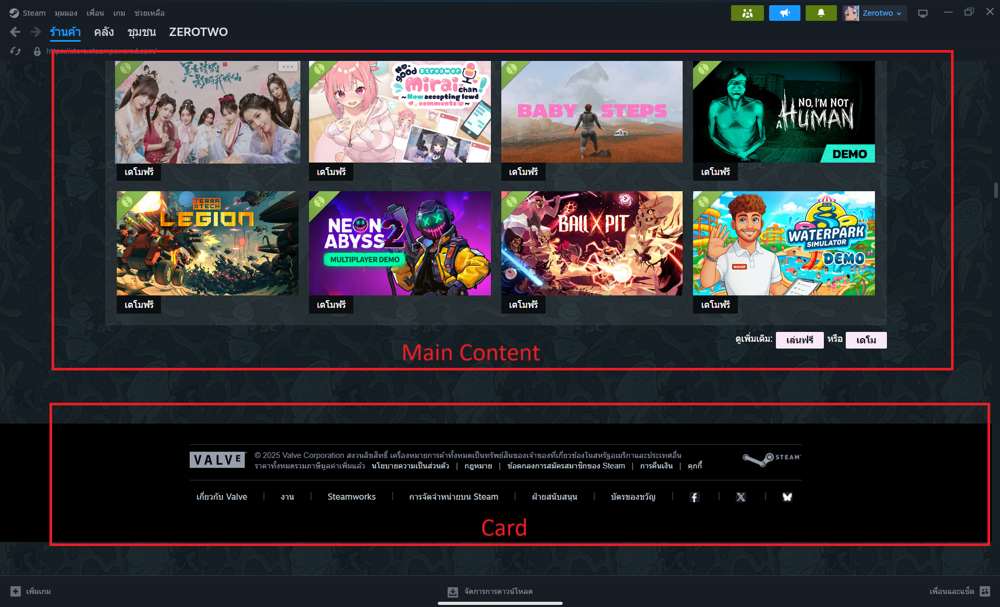 Steam มุมมอง เพื่อน เกม ช่วยเหลือ
Zerotwo
ร้านค้า คลัง ชุมชน ZEROTWO
https://store.steampowered.com/
美女请别
影响我成仙
No-good streamer Mirai chan!
~Now accepting lewd comments~
BABY STEPS
NO, I'M NOT A HUMAN
DEMO
เดโมฟรี เดโมฟรี เดโมฟรี เดโมฟรี
TERRATECH LEGION
NEON ABYSS 2
MULTIPLAYER DEMO
BALL X PIT
WATERPARK SIMULATOR
DEMO
MANAGER
เดโมฟรี เดโมฟรี เดโมฟรี เดโมฟรี
ดูเพิ่มเติม: เล่นฟรี หรือ เดโม
Main Content
VALVE
© 2025 Valve Corporation สงวนลิขสิทธิ์ เครื่องหมายการค้าทั้งหมดเป็นทรัพย์สินของเจ้าของที่เกี่ยวข้องในสหรัฐอเมริกาและประเทศอื่น
ราคาทั้งหมดรวมภาษีมูลค่าเพิ่มแล้ว นโยบายความเป็นส่วนตัว | กฎหมาย | ข้อตกลงการสมัครสมาชิกของ Steam | การคืนเงิน | คุกกี้
STEAM
เกี่ยวกับ Valve | งาน | Steamworks | การจัดจำหน่ายบน Steam | ฝ่ายสนับสนุน | บัตรของขวัญ | f | X |
Card
เพิ่มเกม จัดการการดาวน์โหลด เพื่อนและแช็ต